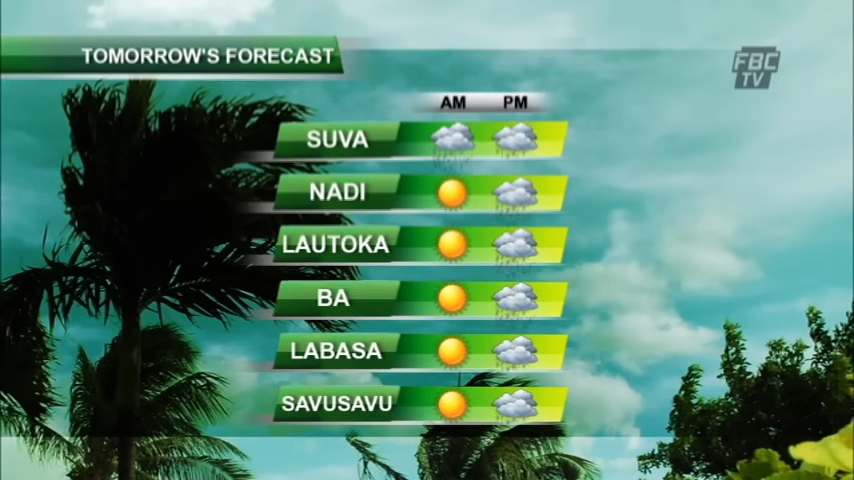 TOMORROW'S FORECAST
FBC
TV
AM PM
SUVA
NADI
LAUTOKA
BA
LABASA
SAVUSAVU